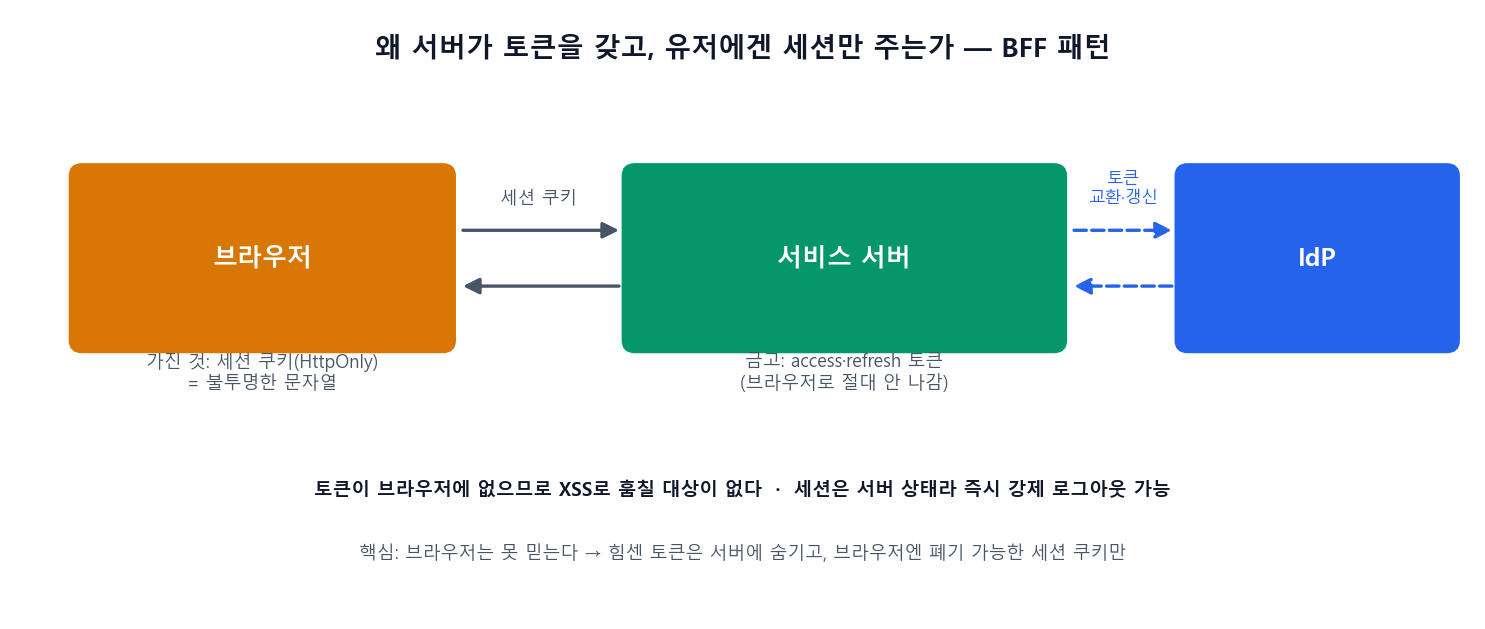 왜 서버가 토큰을 갖고, 유저에겐 세션만 주는가 — BFF 패턴
세션 쿠키
토큰
교환·갱신
브라우저
서비스 서버
IdP
가진 것: 세션 쿠키(HttpOnly)
= 불투명한 문자열
금고: access·refresh 토큰
(브라우저로 절대 안 나감)
토큰이 브라우저에 없으므로 XSS로 훔칠 대상이 없다 · 세션은 서버 상태라 즉시 강제 로그아웃 가능
핵심: 브라우저는 못 믿는다 → 힘센 토큰은 서버에 숨기고, 브라우저엔 폐기 가능한 세션 쿠키만